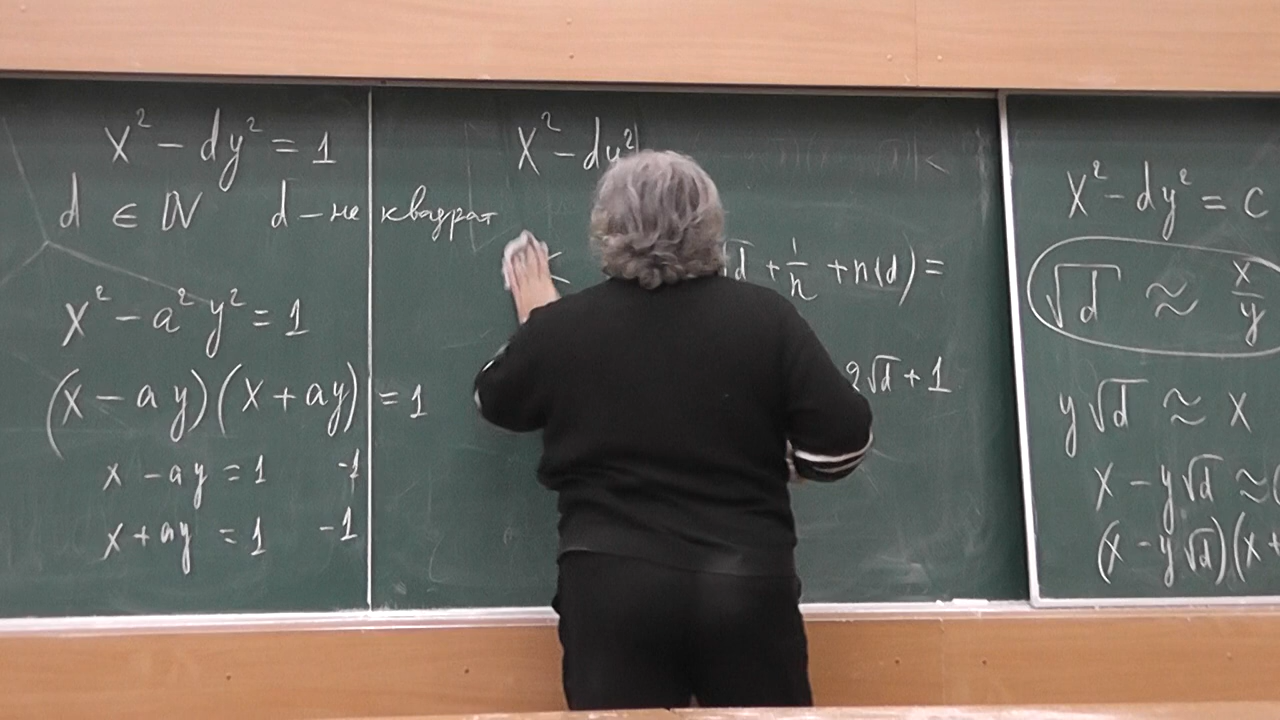 x² − dy² = 1
d ∈ ℕ d – не квадрат
x² − a²y² = 1
(x − ay)(x + ay) = 1
x − ay = 1 -1
x + ay = 1 -1
x² − dy²
<
√d + 1/n + n√d) =
2√d + 1
x² − dy² = c
√d ≈ x/y
y√d ≈ x
x − y√d ≈
(x − y√d)(x +